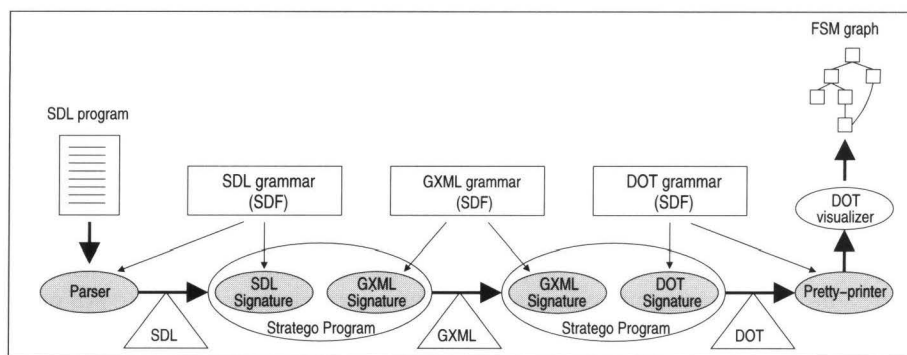 FSM graph
SDL program
SDL grammar
(SDF)
GXML grammar
(SDF)
DOT grammar
(SDF)
DOT
visualizer
Parser
SDL
Signature
GXML
Signature
Stratego Program
GXML
Signature
DOT
Signature
Stratego Program
Pretty-printer
SDL
GXML
DOT